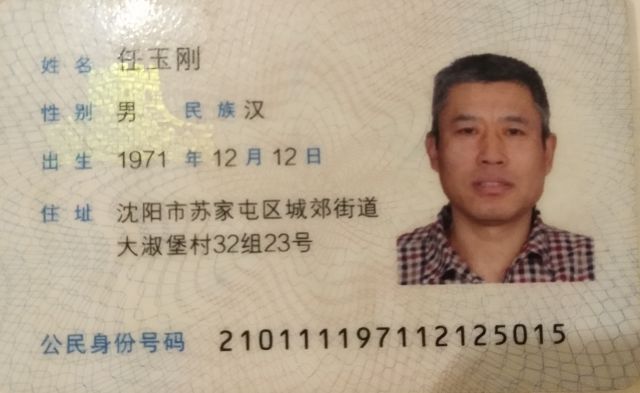 姓名 任玉刚
性别 男 民族 汉
出生 1971 年 12 月 12 日
住址 沈阳市苏家屯区城郊街道
大淑堡村32组23号
公民身份号码 210111197112125015